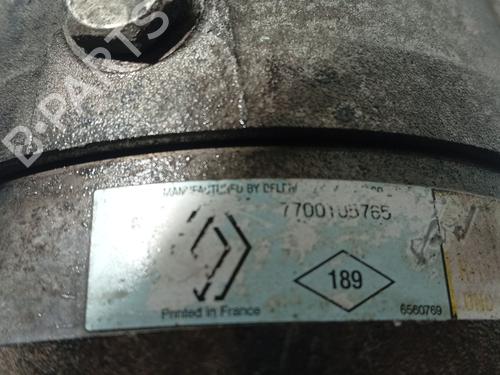 B-PARTS
MANUFACTURED BY DELPHI
7700105765
189
Printed in France
6560769